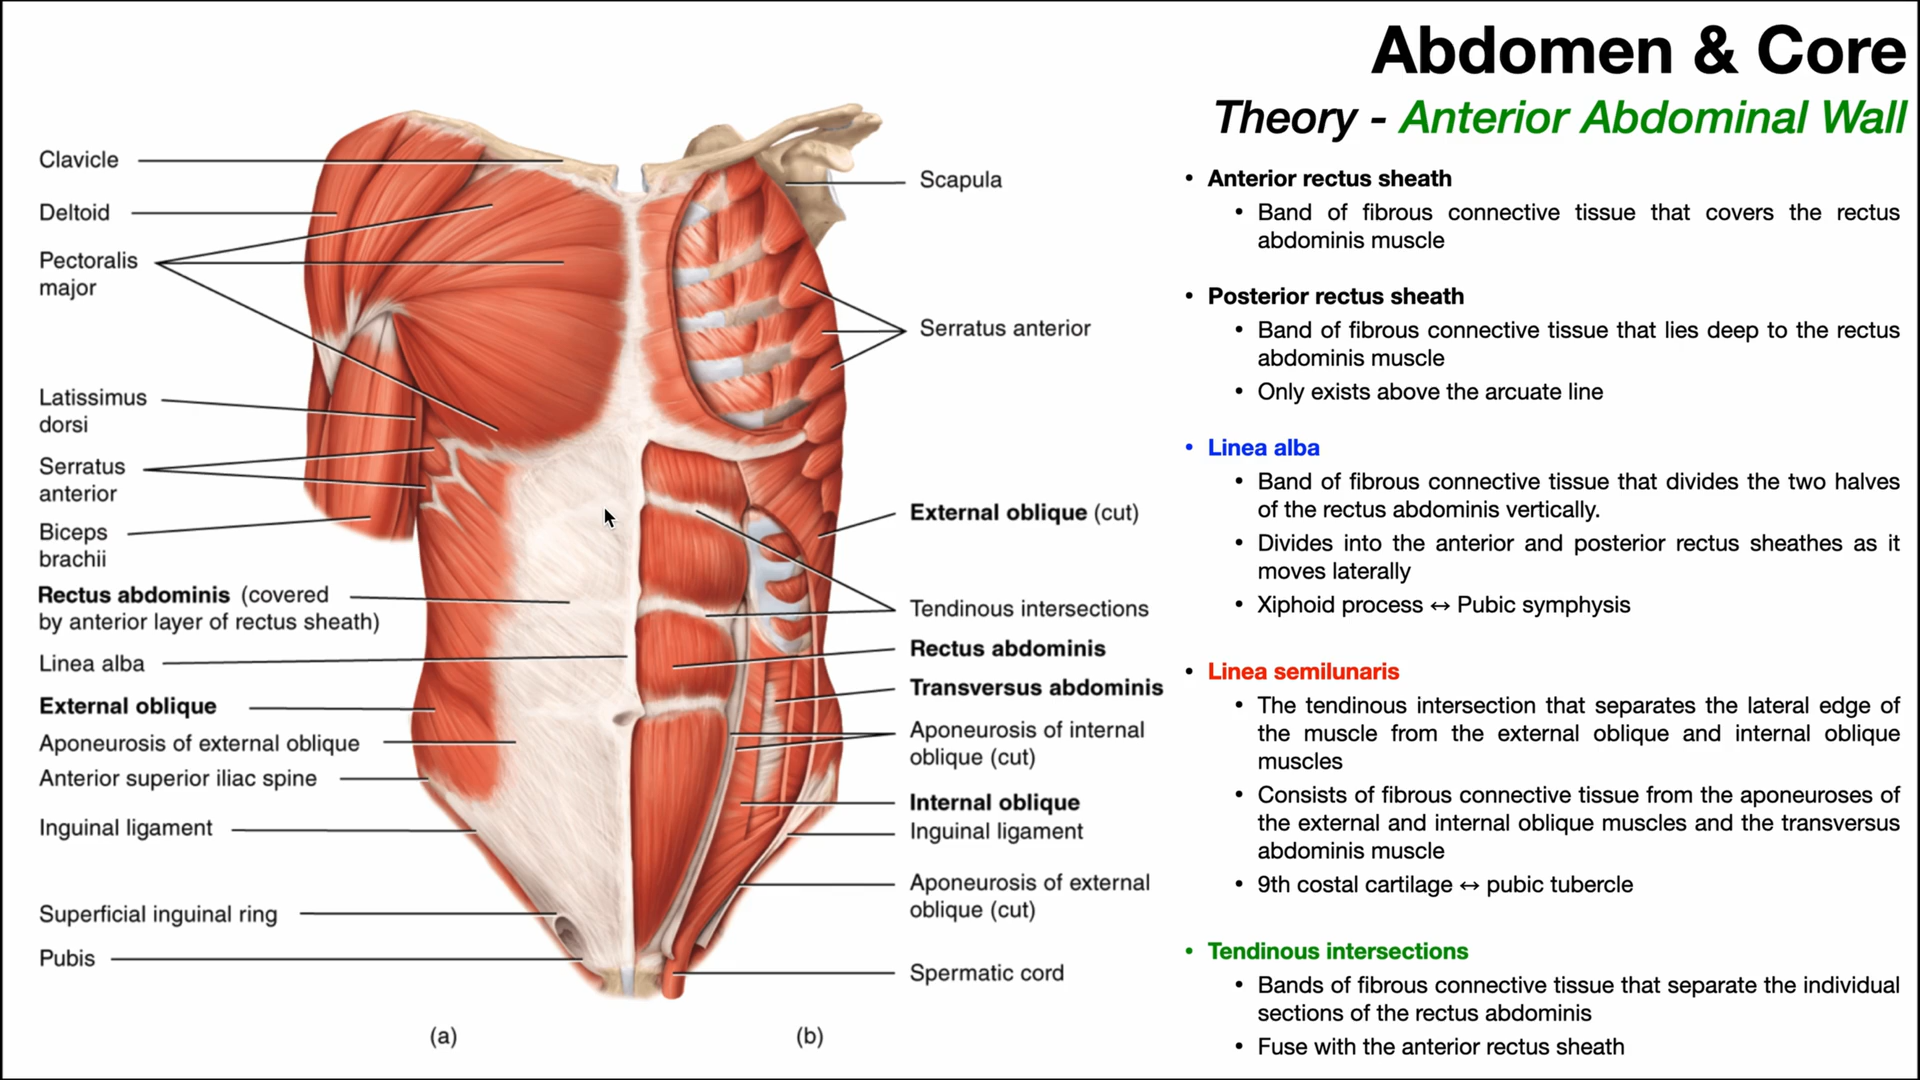 Abdomen & Core
Theory - Anterior Abdominal Wall
Clavicle
Deltoid
Pectoralis
major
Latissimus
dorsi
Serratus
anterior
Biceps
brachii
Rectus abdominis (covered
by anterior layer of rectus sheath)
Linea alba
External oblique
Aponeurosis of external oblique
Anterior superior iliac spine
Inguinal ligament
Superficial inguinal ring
Pubis
(a)
Scapula
Serratus anterior
External oblique (cut)
Tendinous intersections
Rectus abdominis
Transversus abdominis
Aponeurosis of internal
oblique (cut)
Internal oblique
Inguinal ligament
Aponeurosis of external
oblique (cut)
Spermatic cord
(b)
• Anterior rectus sheath
• Band of fibrous connective tissue that covers the rectus
abdominis muscle
• Posterior rectus sheath
• Band of fibrous connective tissue that lies deep to the rectus
abdominis muscle
• Only exists above the arcuate line
• Linea alba
• Band of fibrous connective tissue that divides the two halves
of the rectus abdominis vertically.
• Divides into the anterior and posterior rectus sheathes as it
moves laterally
• Xiphoid process ↔ Pubic symphysis
• Linea semilunaris
• The tendinous intersection that separates the lateral edge of
the muscle from the external oblique and internal oblique
muscles
• Consists of fibrous connective tissue from the aponeuroses of
the external and internal oblique muscles and the transversus
abdominis muscle
• 9th costal cartilage ↔ pubic tubercle
• Tendinous intersections
• Bands of fibrous connective tissue that separate the individual
sections of the rectus abdominis
• Fuse with the anterior rectus sheath